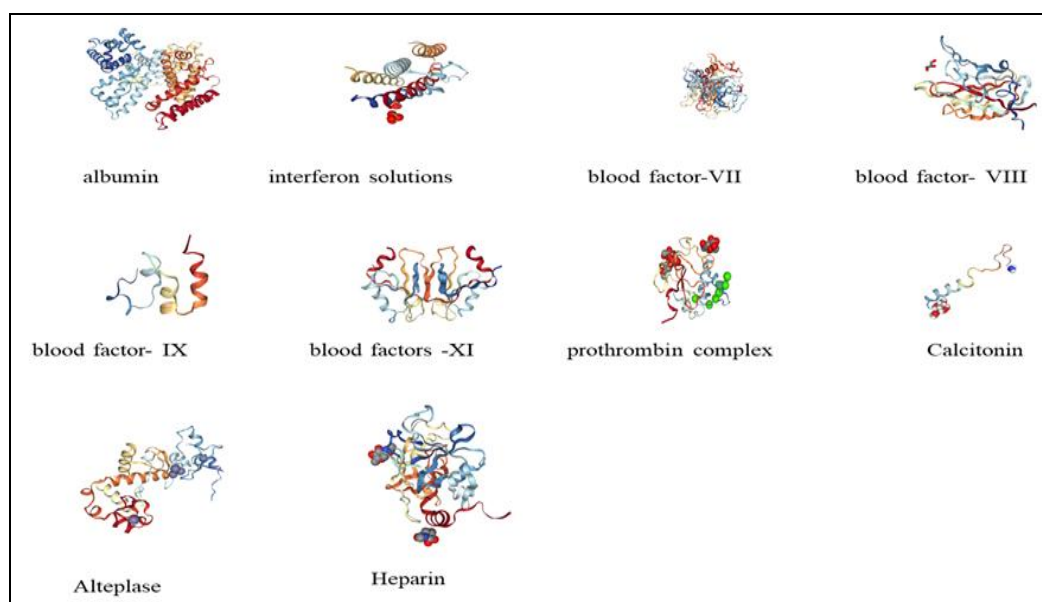 albumin
interferon solutions
blood factor-VII
blood factor- VIII
blood factor- IX
blood factors -XI
prothrombin complex
Calcitonin
Alteplase
Heparin